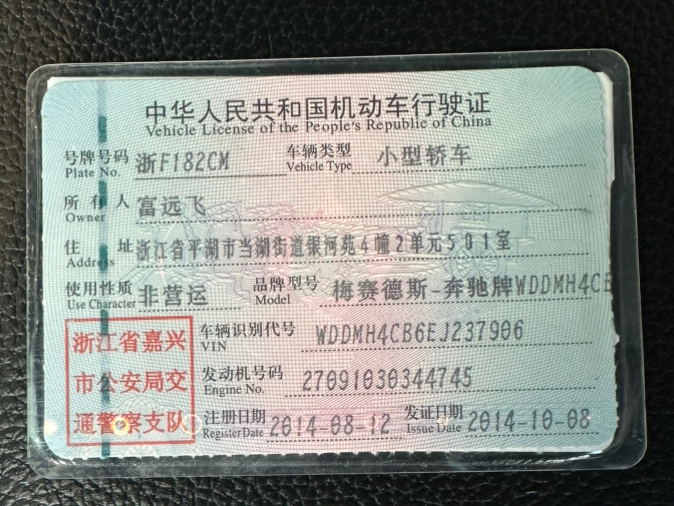 中华人民共和国机动车行驶证
Vehicle License of the People's Republic of China
号牌号码 浙F182CM 车辆类型 小型轿车
Plate No. Vehicle Type
所有人 富远飞
Owner
住址 浙江省平湖市当湖街道银河苑4幢2单元501室
Address
使用性质 非营运 品牌型号 梅赛德斯-奔驰牌WDDMH4CB
Use Character Model
浙江省嘉兴
市公安局交
通警察支队
车辆识别代号 WDDMH4CB6EJ237906
VIN
发动机号码 27091030344745
Engine No.
注册日期 2014-08-12 发证日期 2014-10-08
Register Date Issue Date